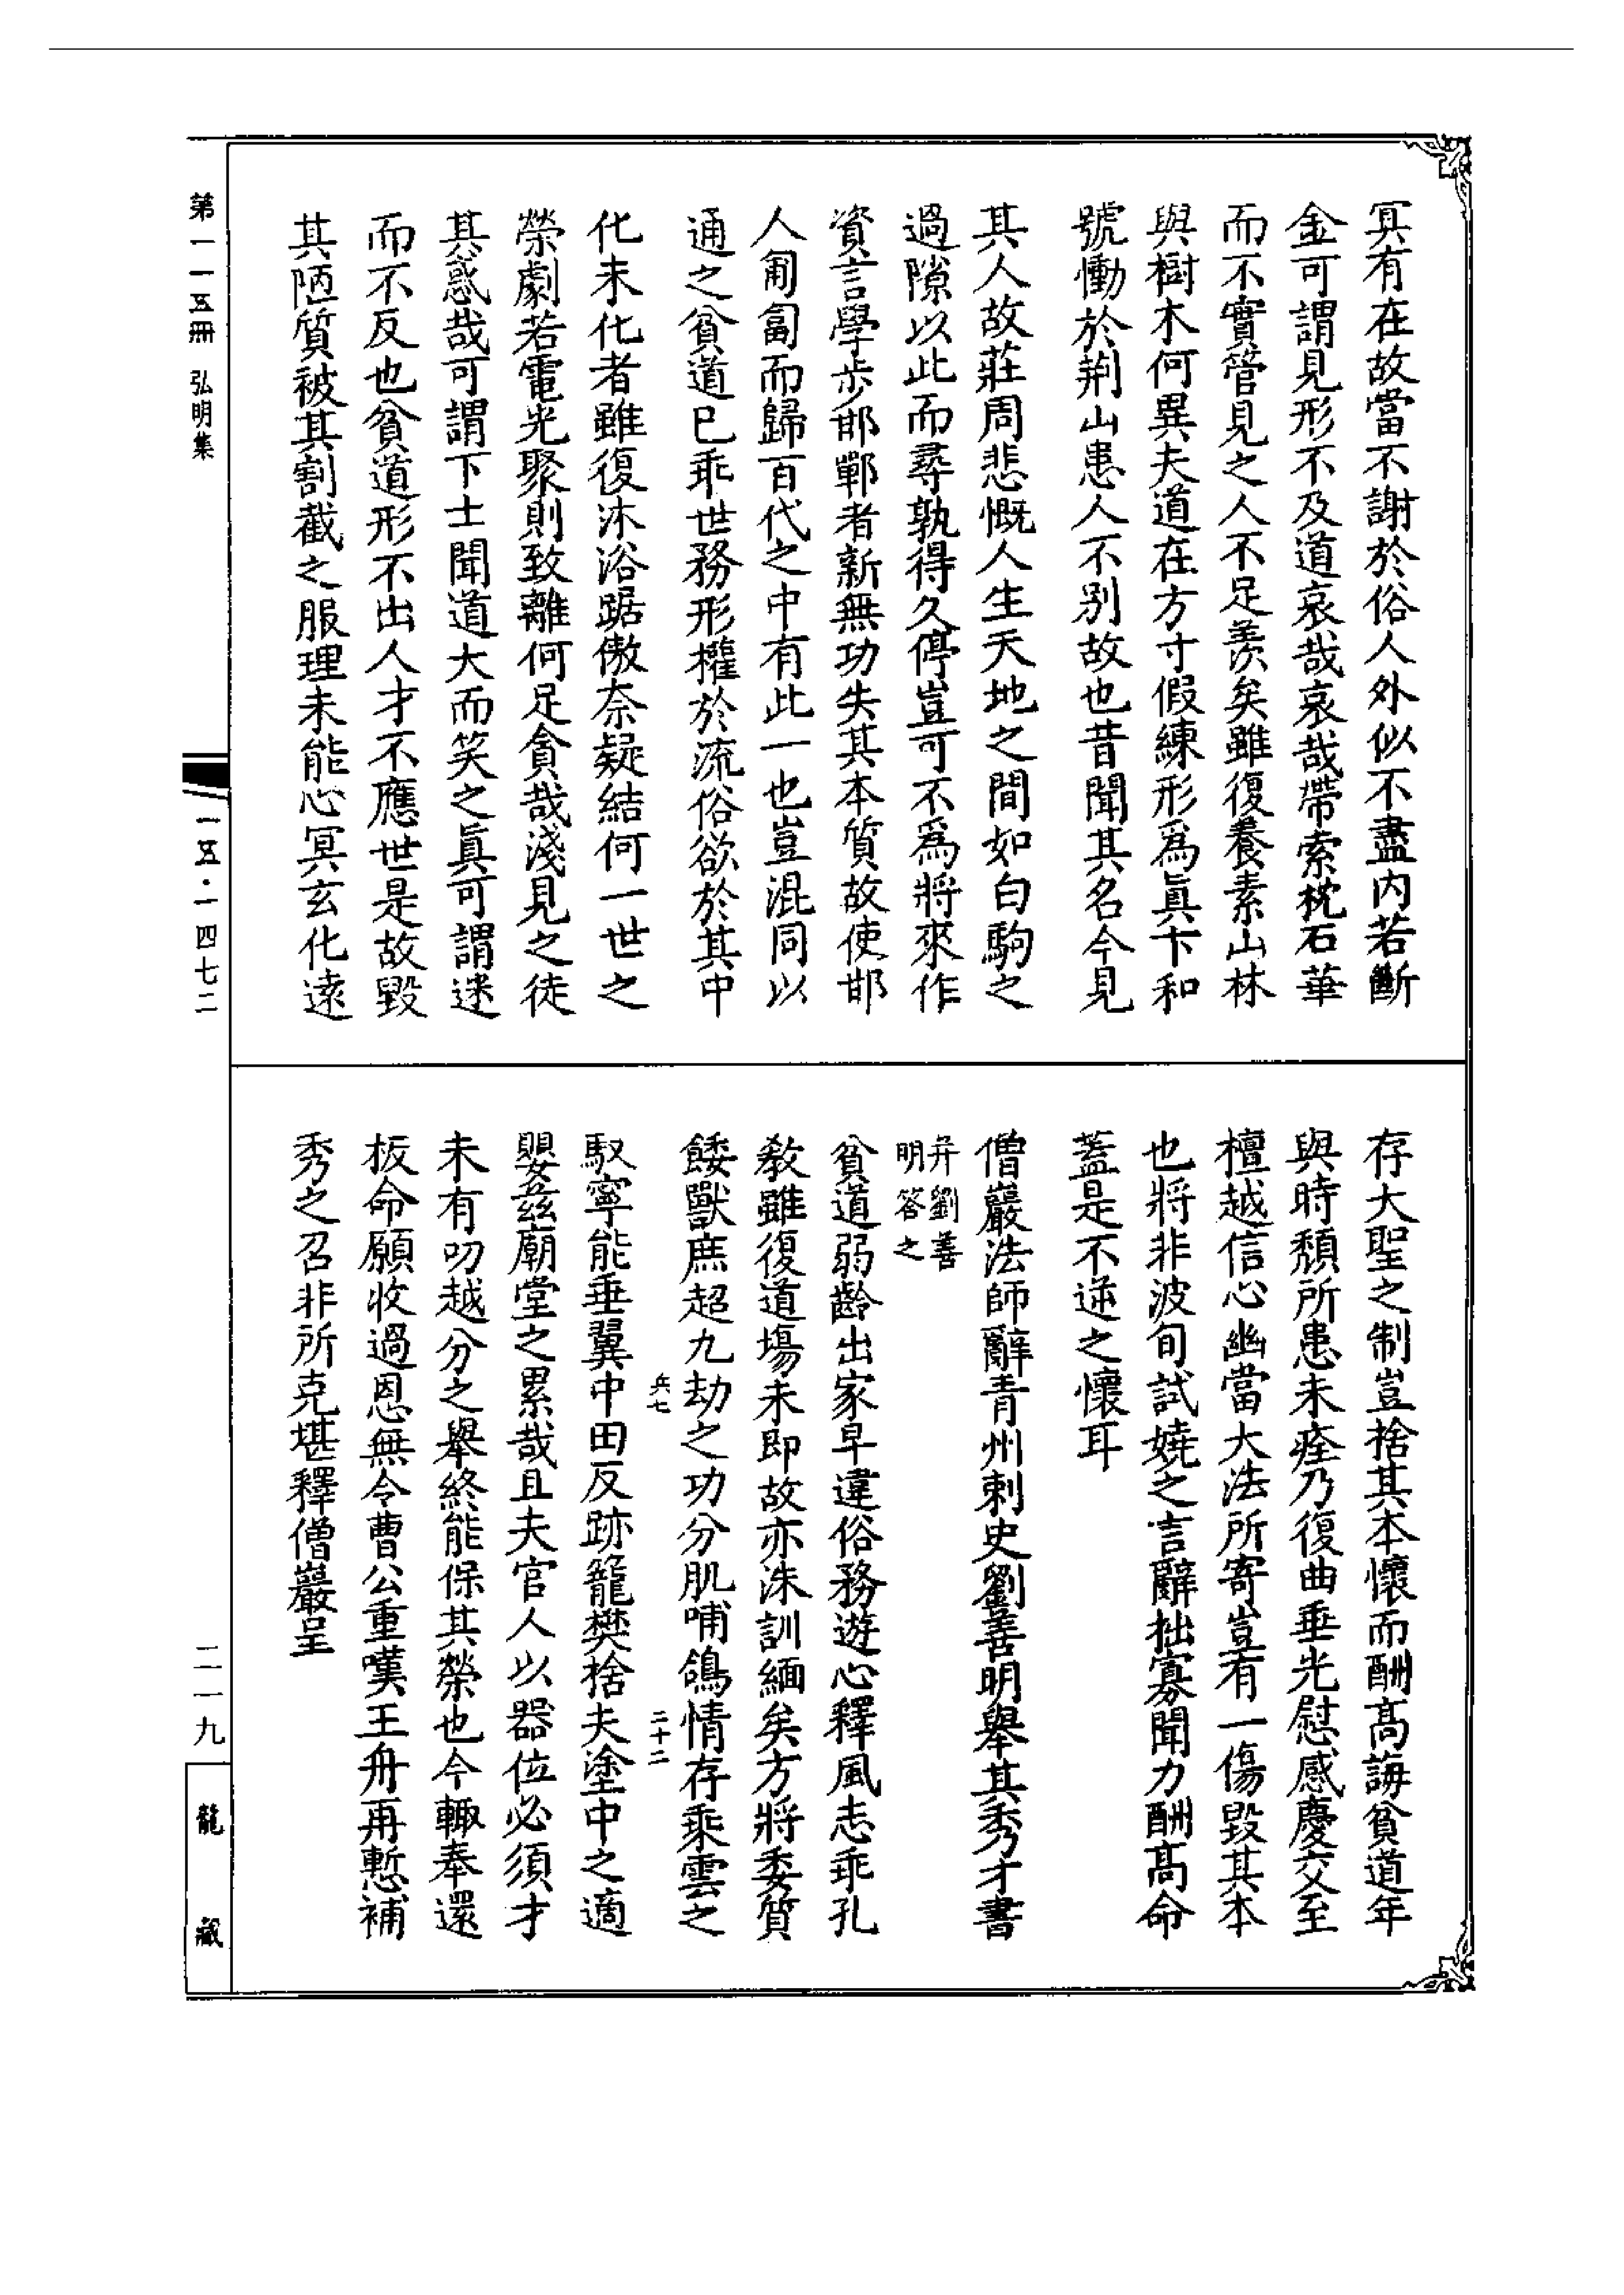 冥有在故當不謝於俗人外似不盡内若斷
金可謂見形不及道哀哉哀哉帶索枕石華
而不實管見之人不足羨矣雖復養素山林
與樹木何異夫道在方寸假練形爲真卞和
號慟於荆山患人不别故也昔聞其名今見
其人故莊周悲慨人生天地之間如白駒之
過隙以此而尋孰得久停豈可不爲將來作
資言學步邯鄲者新無功失其本質故使邯
人匍匐而歸百代之中有此一也豈混同以
通之貧道已乖世務形攉於流俗欲於其中
化未化者雖復沐浴踞傲奈疑結何一世之
榮劇若電光聚則致離何足貪哉淺見之徒
其惑哉可謂下士聞道大而笑之真可謂迷
而不反也貧道形不出人才不應世是故毀
其陋質被其割截之服理未能心冥玄化遠
存大聖之制豈捨其本懷而酬高誨貧道年
與時頹所患未痊乃復曲垂光慰感慶交至
檀越信心幽當大法所寄豈有一傷毀其本
也將非波旬試嬈之言辭拙寡聞力酬髙命
蓋是不逆之懷耳
僧巖法師辭青州刺史劉善明舉其秀才書
并劉善
明答之
貧道弱齡出家早違俗務遊心釋風志乖孔
教雖復道塲未即故亦洙訓緬矣方將委質
餧獸庶超九劫之功分肌哺鴿情存乘雲之
兵七
二十二
馭寧能垂翼中田反跡籠樊捨夫塗中之適
嬰兹廟堂之累哉且夫官人以器位必須才
未有叨越分之舉終能保其榮也今輙奉還
板命願收過恩無令曹公重嘆王舟再慙補
秀之召非所克堪釋僧巖呈
第一一五冊
弘明集
一五·一四七二
二一九
龍藏